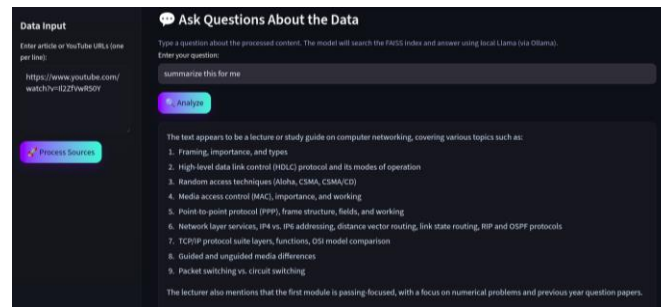 Data Input
Enter article or YouTube URLs (one
per line):
https://www.youtube.com/
watch?v=Il2ZfVwR50Y
🚀 Process Sources
💬 Ask Questions About the Data
Type a question about the processed content. The model will search the FAISS index and answer using local Llama (via Ollama).
Enter your question:
summarize this for me
🔍 Analyze
The text appears to be a lecture or study guide on computer networking, covering various topics such as:
1. Framing, importance, and types
2. High-level data link control (HDLC) protocol and its modes of operation
3. Random access techniques (Aloha, CSMA, CSMA/CD)
4. Media access control (MAC), importance, and working
5. Point-to-point protocol (PPP), frame structure, fields, and working
6. Network layer services, IP4 vs. IP6 addressing, distance vector routing, link state routing, RIP and OSPF protocols
7. TCP/IP protocol suite layers, functions, OSI model comparison
8. Guided and unguided media differences
9. Packet switching vs. circuit switching
The lecturer also mentions that the first module is passing-focused, with a focus on numerical problems and previous year question papers.